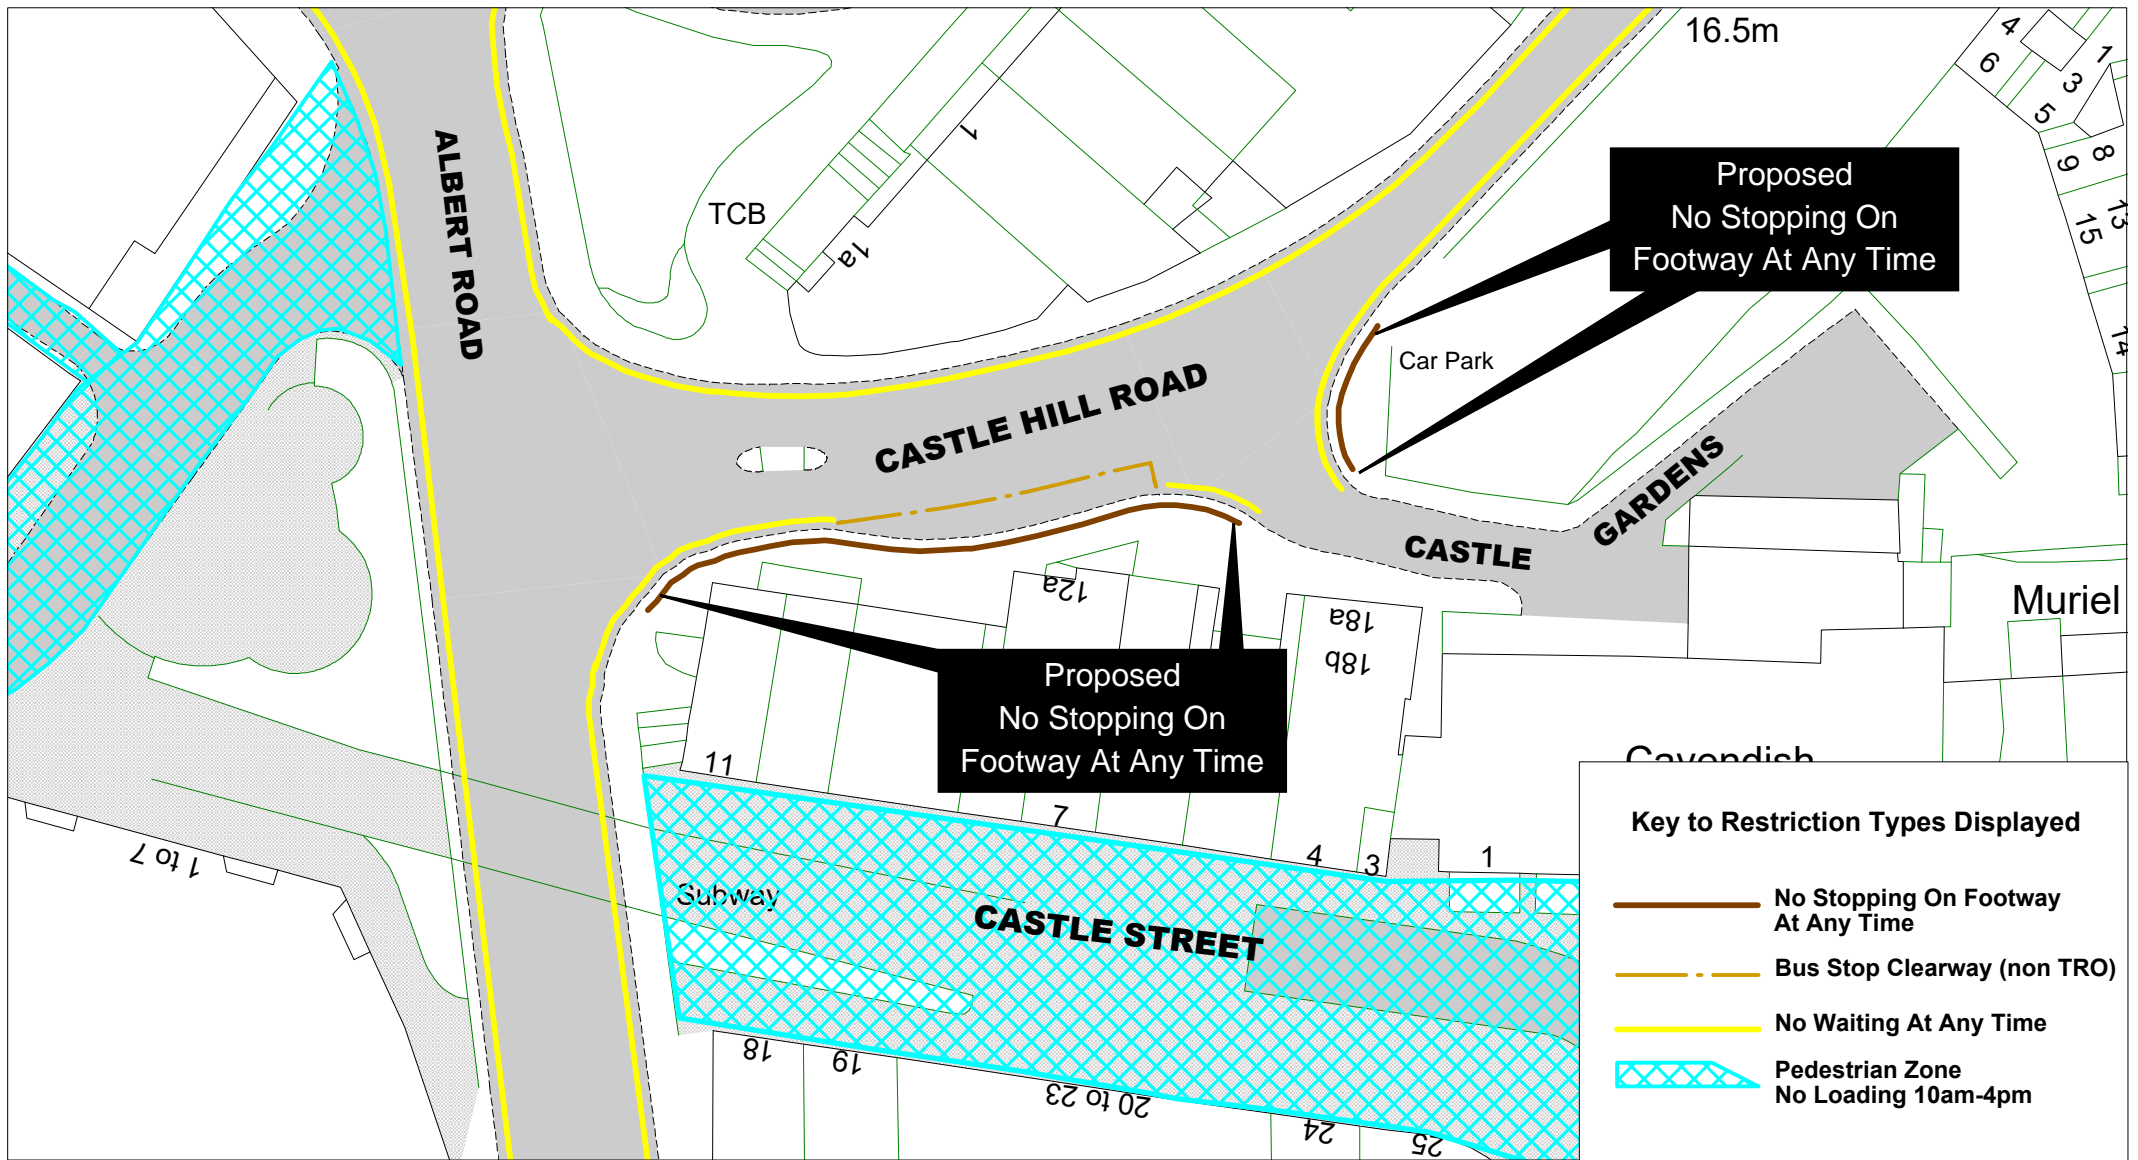 16.5m
4
6
1
3
5
9
8
13
15
14
Proposed
No Stopping On
Footway At Any Time
ALBERT ROAD
TCB
1
1a
Car Park
CASTLE HILL ROAD
GARDENS
CASTLE
Muriel
12a
18a
18b
Proposed
No Stopping On
Footway At Any Time
11
7
4
3
1
1 to 7
Subway
CASTLE STREET
18
19
20 to 23
24
25
Cavendish
Key to Restriction Types Displayed
No Stopping On Footway
At Any Time
Bus Stop Clearway (non TRO)
No Waiting At Any Time
Pedestrian Zone
No Loading 10am-4pm